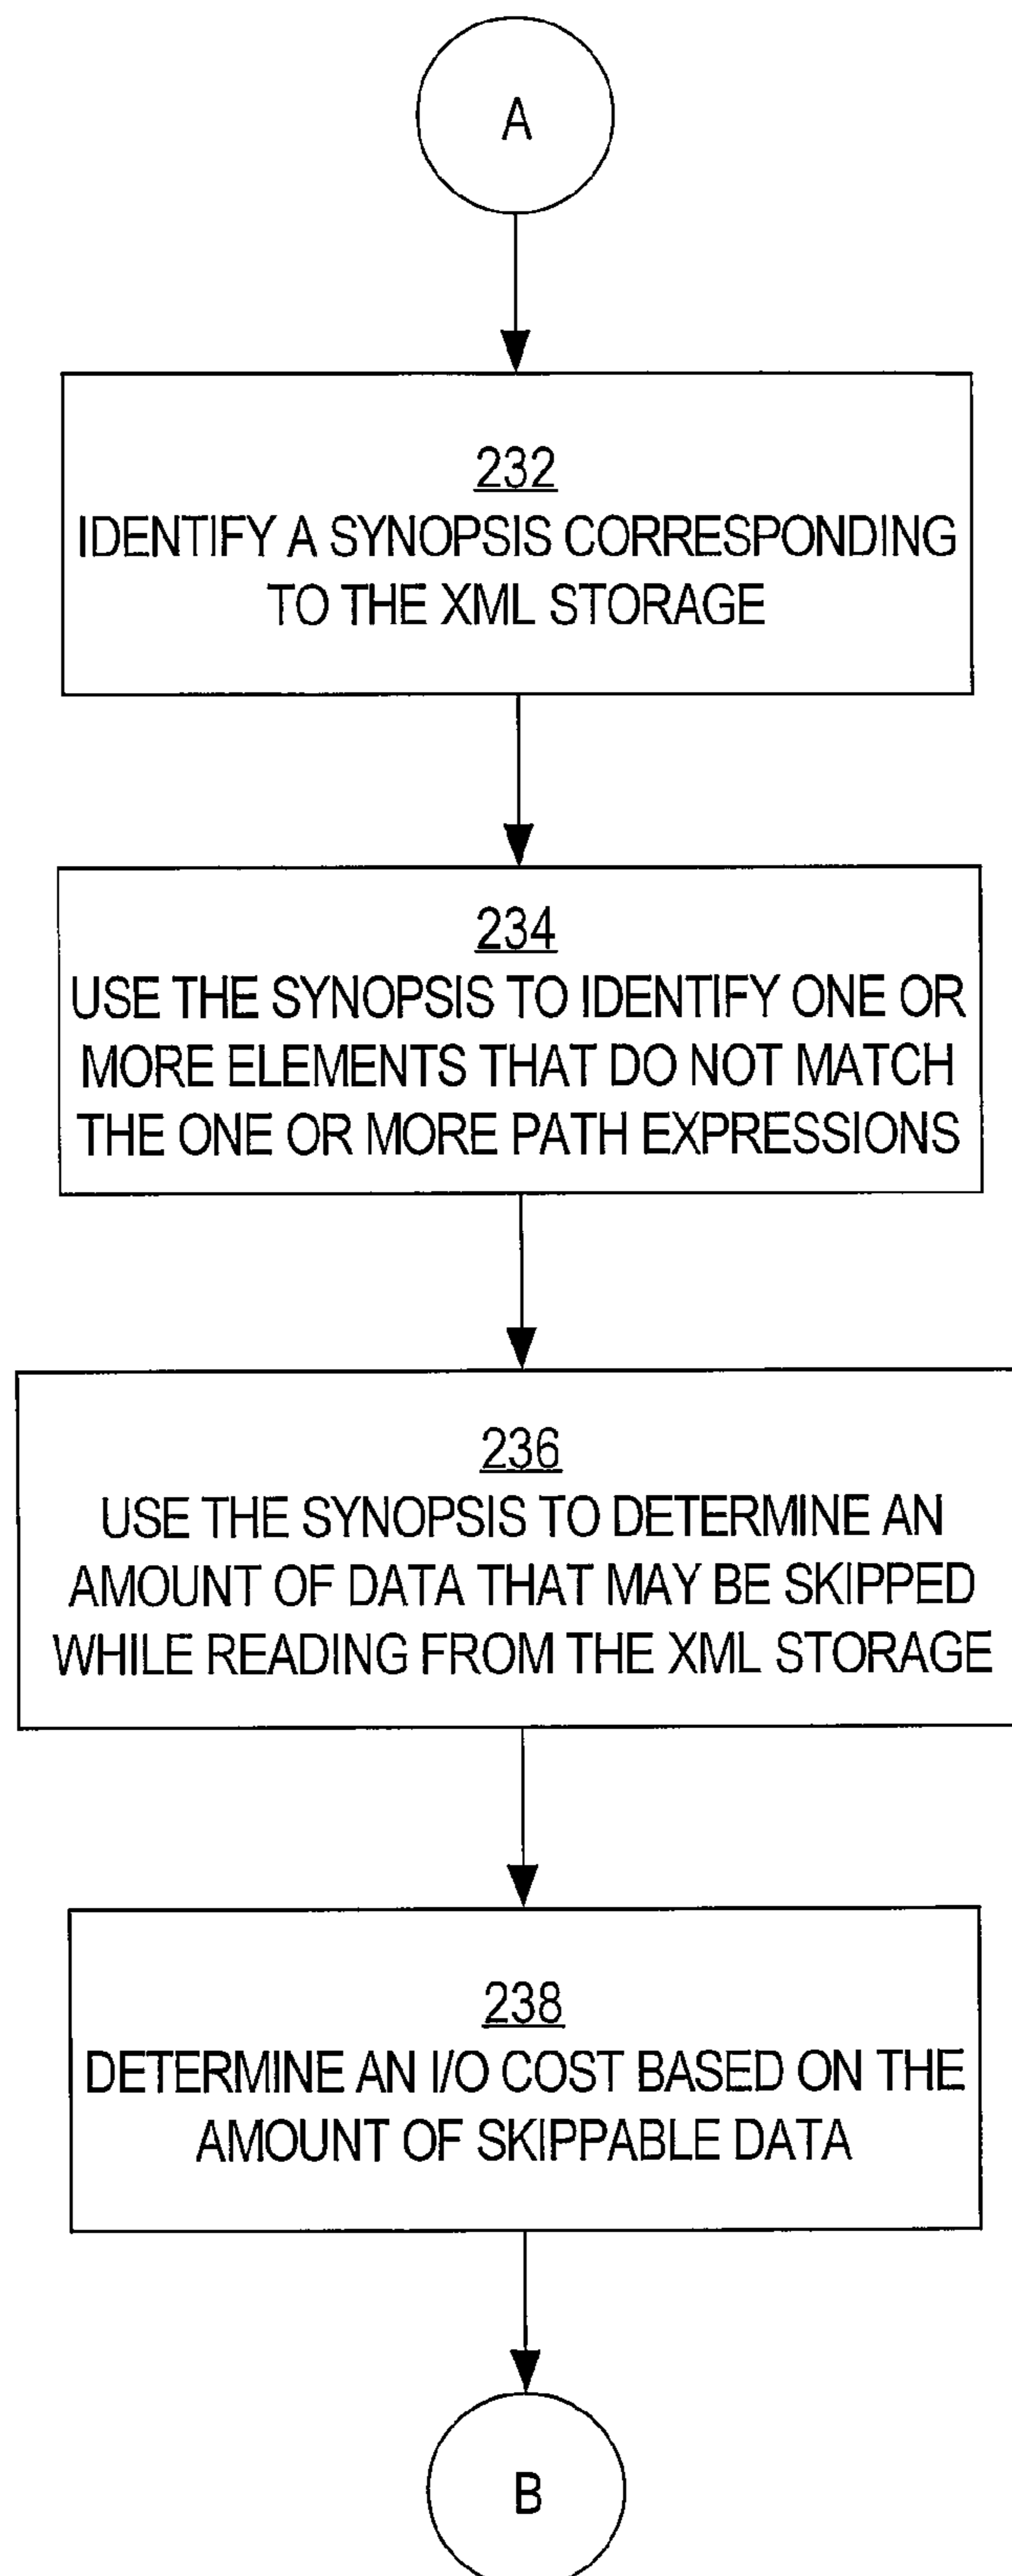 A
232
IDENTIFY A SYNOPSIS CORRESPONDING
TO THE XML STORAGE
234
USE THE SYNOPSIS TO IDENTIFY ONE OR
MORE ELEMENTS THAT DO NOT MATCH
THE ONE OR MORE PATH EXPRESSIONS
236
USE THE SYNOPSIS TO DETERMINE AN
AMOUNT OF DATA THAT MAY BE SKIPPED
WHILE READING FROM THE XML STORAGE
238
DETERMINE AN I/O COST BASED ON THE
AMOUNT OF SKIPPABLE DATA
B